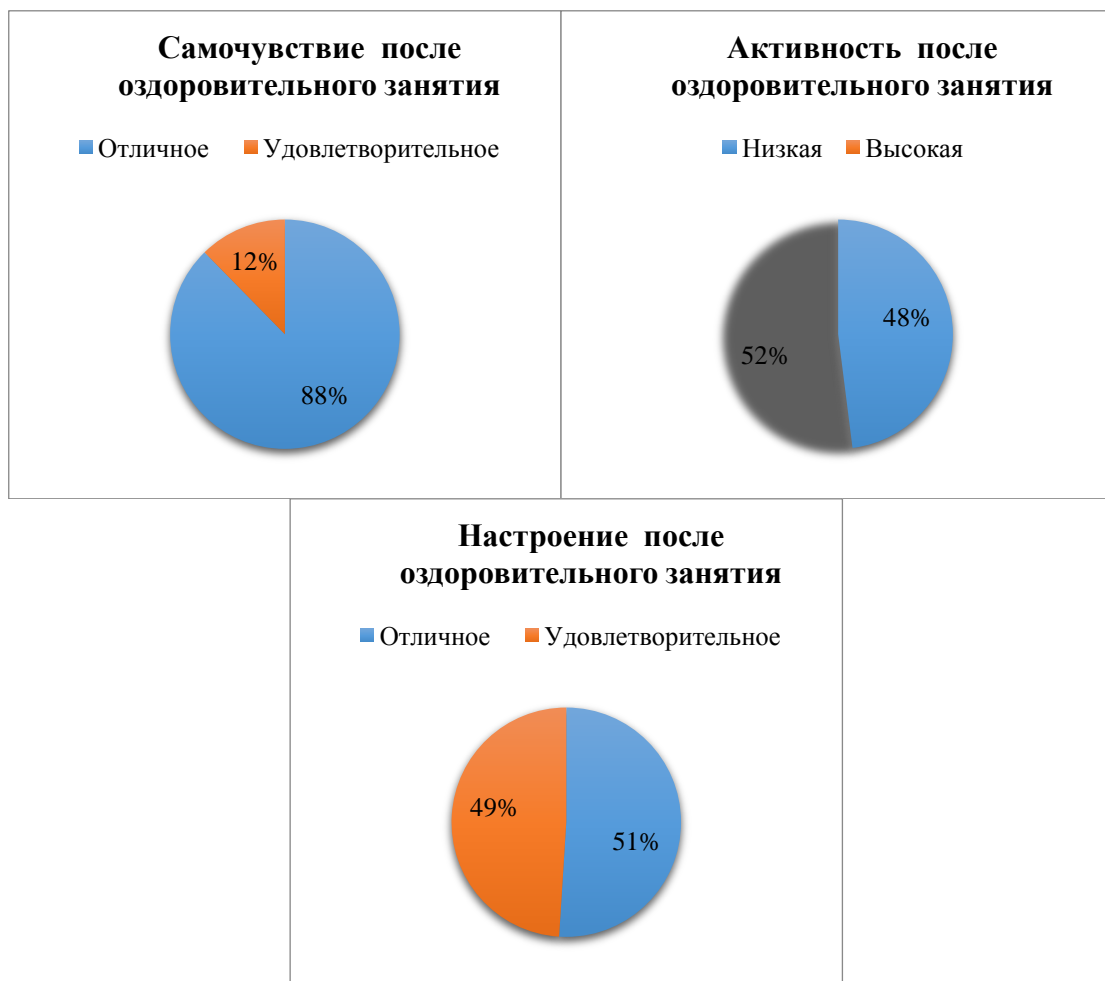 Самочувствие после
оздоровительного занятия
Отличное Удовлетворительное
12%
88%
Активность после
оздоровительного занятия
Низкая Высокая
48%
52%
Настроение после
оздоровительного занятия
Отличное Удовлетворительное
49%
51%